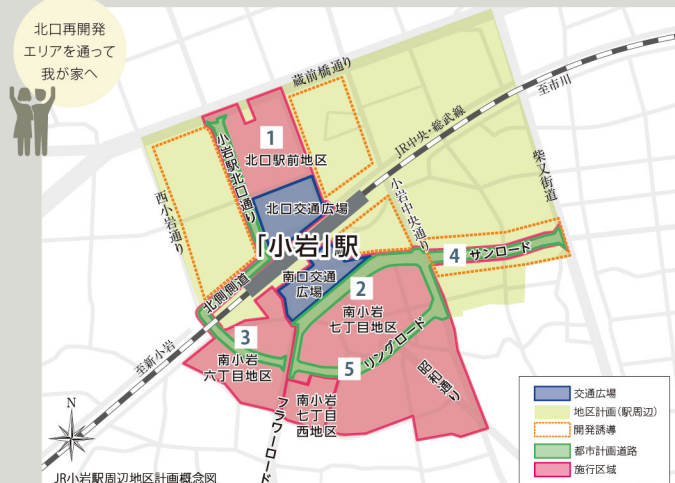 北口再開発
エリアを通って
我が家へ
蔵前橋通り
至市川
JR中央・総武線
柴又街道
1
北口駅前地区
小岩駅北口通り
西小岩通り
北口交通広場
小岩中央通り
「小岩」駅
4 サンロード
南口交通
広場
北側側道
2
南小岩
七丁目地区
3
南小岩
六丁目地区
5 リングロード
至新小岩
昭和通り
南小岩
七丁目
西地区
フラワーロード
N
JR小岩駅周辺地区計画概念図
交通広場
地区計画(駅周辺)
開発誘導
都市計画道路
施行区域